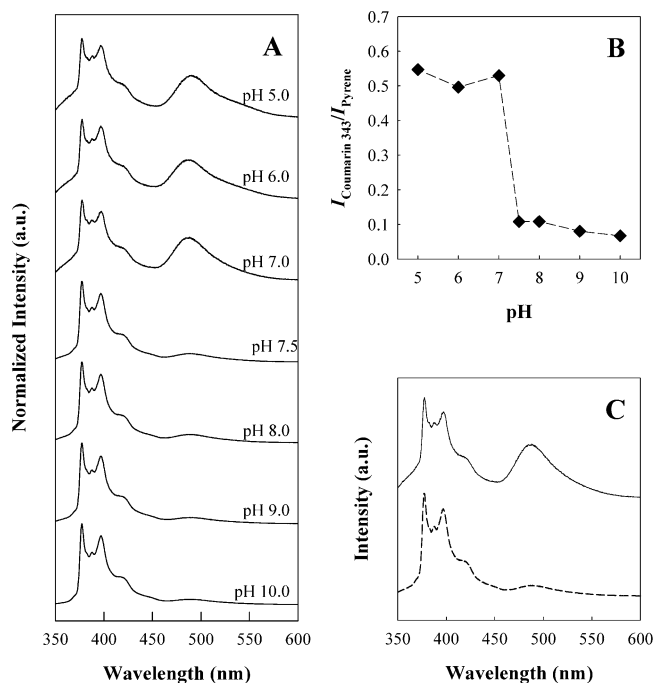 A
pH 5.0
pH 6.0
pH 7.0
pH 7.5
pH 8.0
pH 9.0
pH 10.0
Normalized Intensity (a.u.)
350 400 450 500 550 600
Wavelength (nm)
B
0.7
0.6
0.5
0.4
0.3
0.2
0.1
0.0
I Coumarin 343/I Pyrene
5 6 7 8 9 10
pH
C
Intensity (a.u.)
350 400 450 500 550 600
Wavelength (nm)